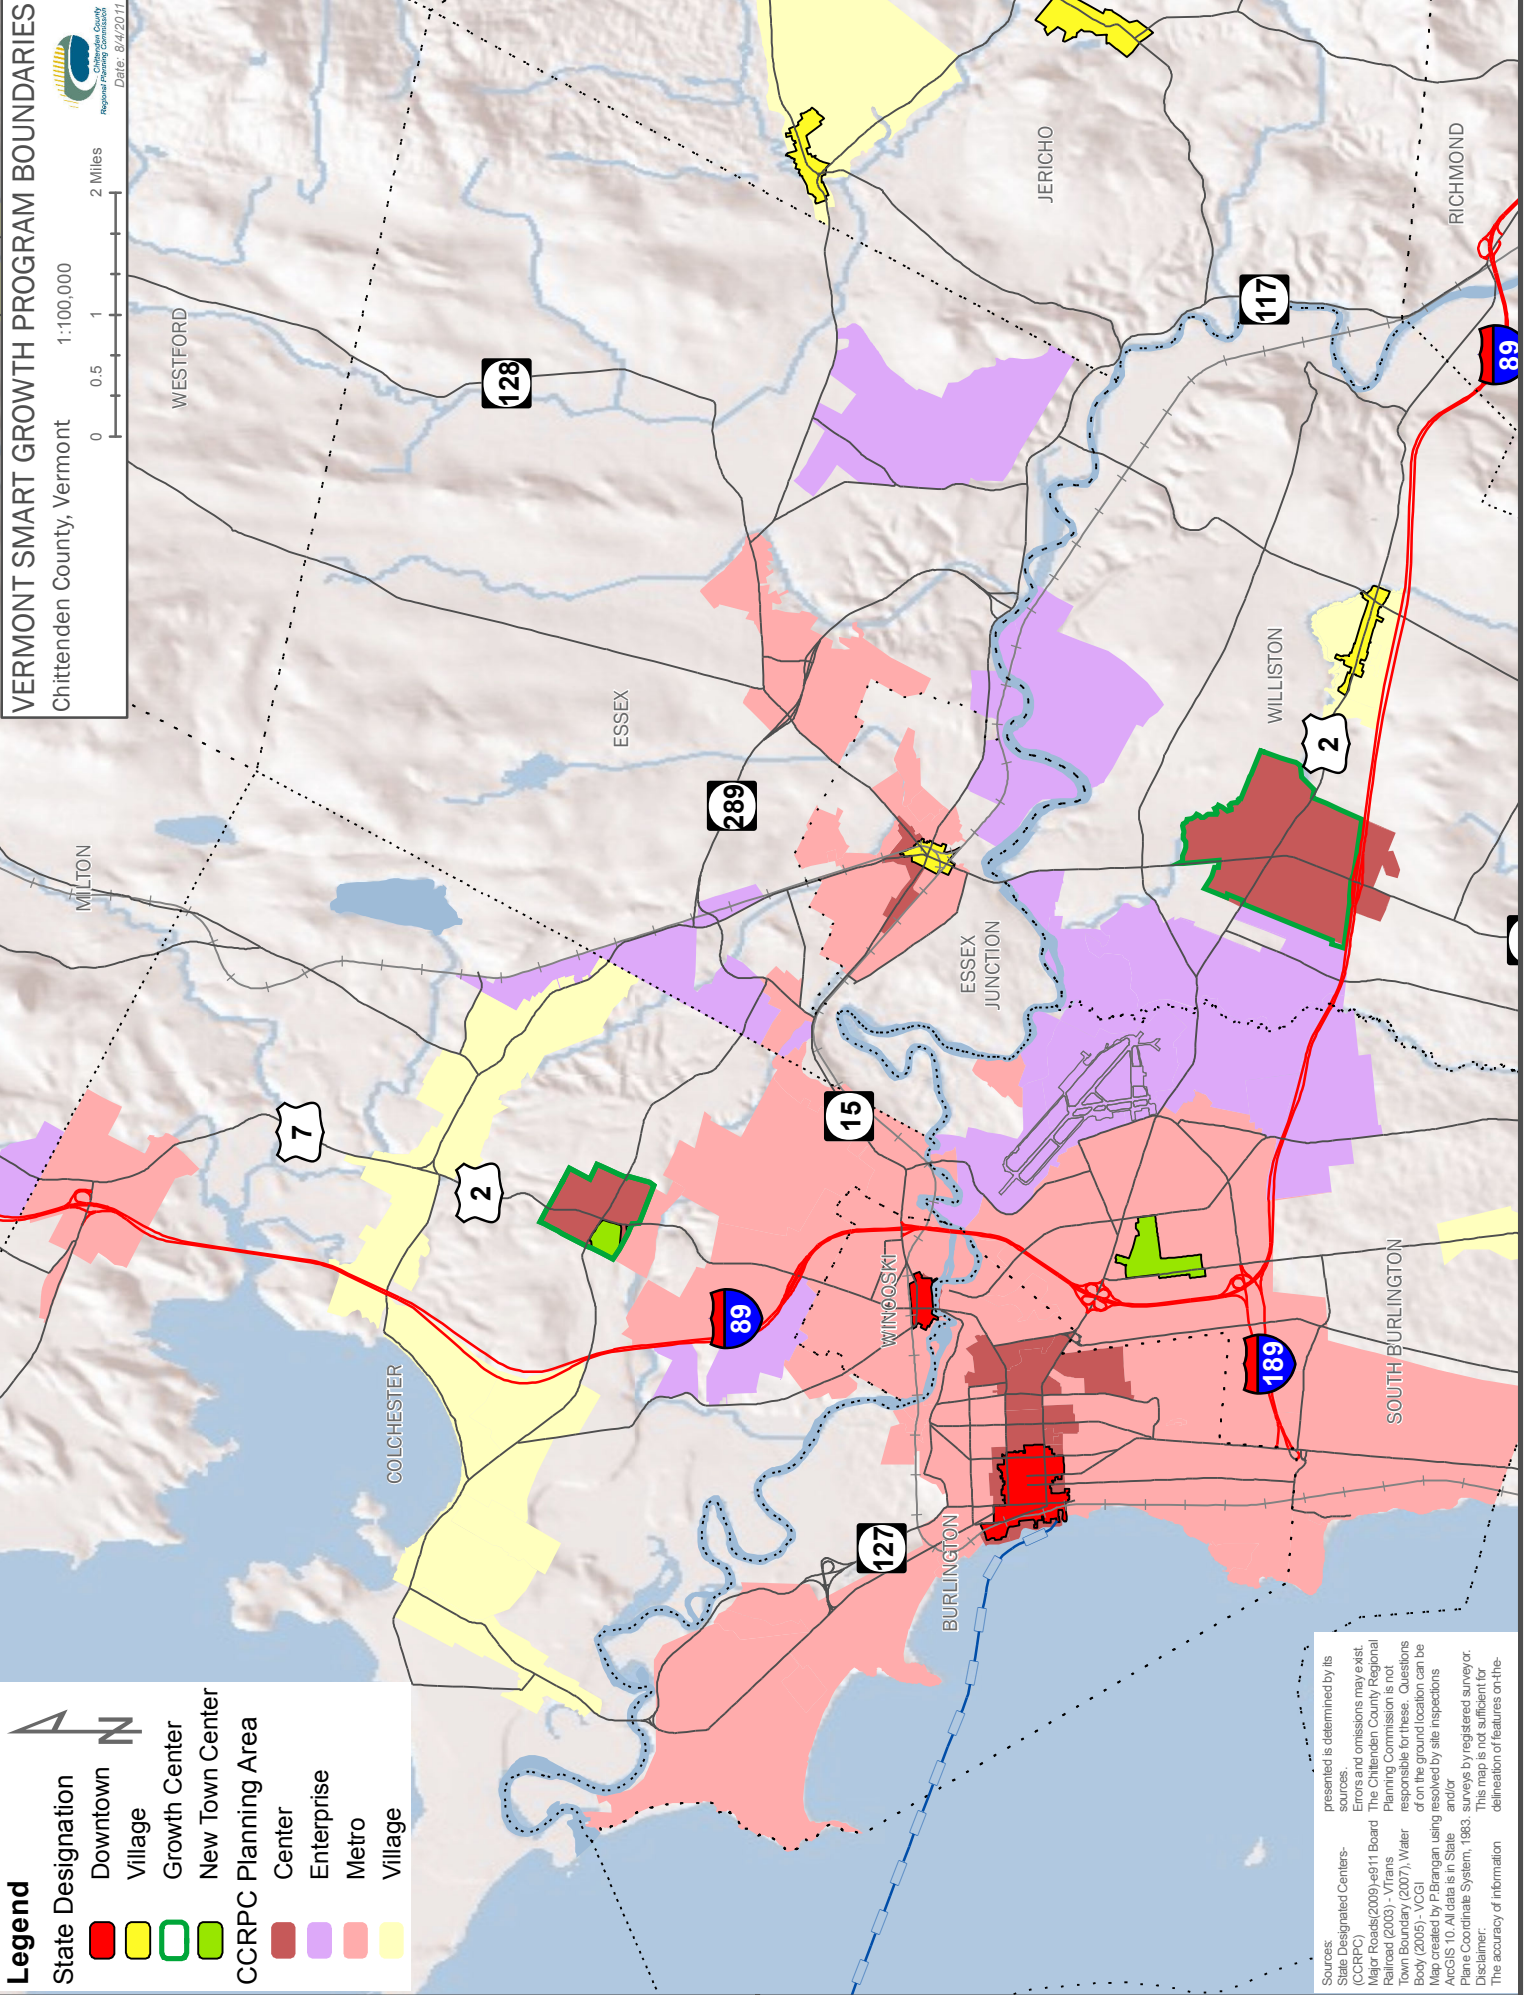 VERMONT SMART GROWTH PROGRAM BOUNDARIES
Chittenden County, Vermont
1:100,000
0 0.5 1 2 Miles
Chittenden County
Regional Planning Commission
Date: 8/4/2011
Legend
State Designation
Downtown
Village
Growth Center
New Town Center
CCRPC Planning Area
Center
Enterprise
Metro
Village
N
MILTON
WESTFORD
COLCHESTER
ESSEX
ESSEX
JUNCTION
JERICHO
WINOOSKI
BURLINGTON
SOUTH BURLINGTON
WILLISTON
RICHMOND
7
2
128
289
15
89
127
189
2
117
89
Sources:
State Designated Centers-
(CCRPC)
Major Roads(2009)-e911 Board
Railroad (2003) - VTrans
Town Boundary (2007), Water
Body (2005) - VCGI
Map created by P.Brangan using
ArcGIS 10. All data is in State
Plane Coordinate System, 1983.
Disclaimer:
The accuracy of information
presented is determined by its
sources.
Errors and omissions may exist.
The Chittenden County Regional
Planning Commission is not
responsible for these. Questions
of on the ground location can be
resolved by site inspections
and/or
surveys by registered surveyor.
This map is not sufficient for
delineation of features on-the-